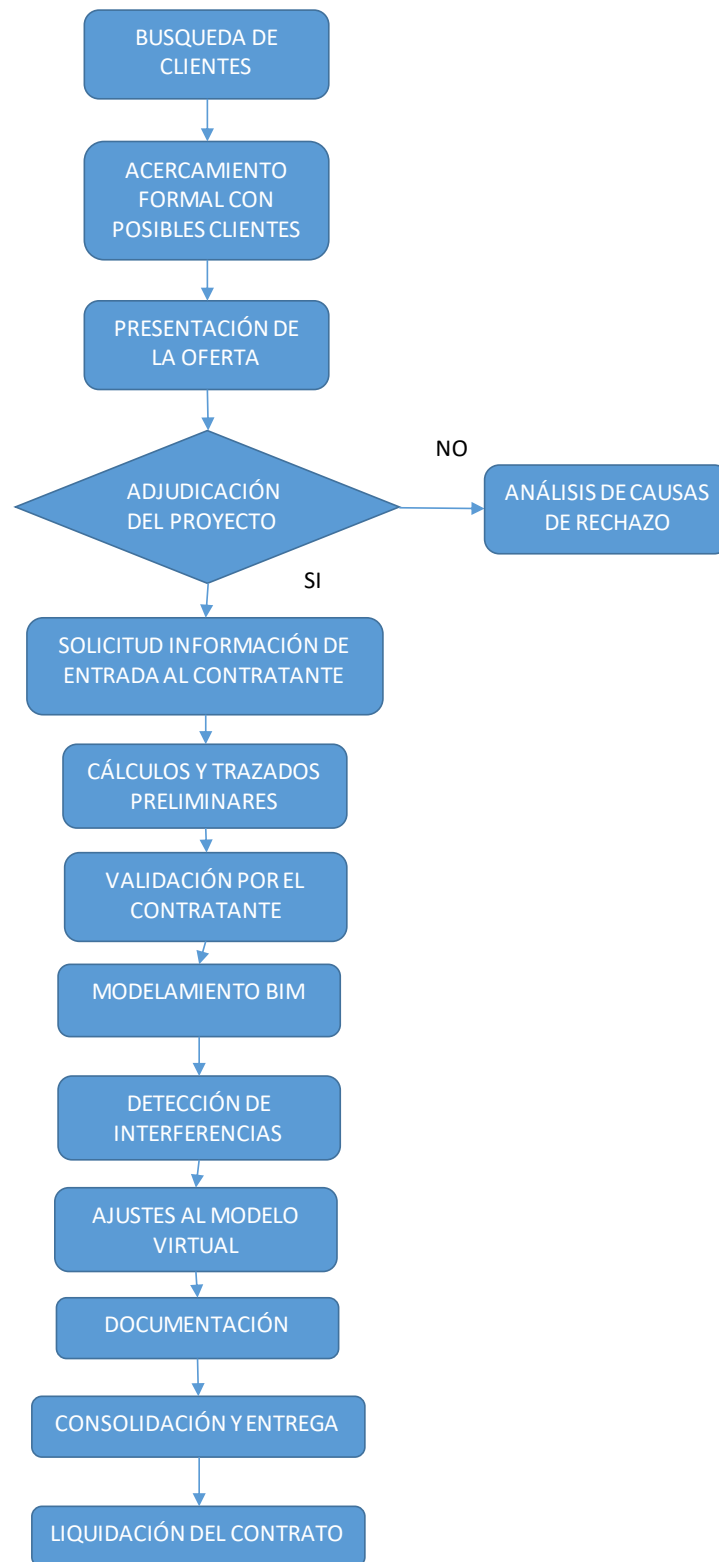 BUSQUEDA DE
CLIENTES
ACERCAMIENTO
FORMAL CON
POSIBLES CLIENTES
PRESENTACIÓN DE
LA OFERTA
ADJUDICACIÓN
DEL PROYECTO
NO
ANÁLISIS DE CAUSAS
DE RECHAZO
SI
SOLICITUD INFORMACIÓN DE
ENTRADA AL CONTRATANTE
CÁLCULOS Y TRAZADOS
PRELIMINARES
VALIDACIÓN POR EL
CONTRATANTE
MODELAMIENTO BIM
DETECCIÓN DE
INTERFERENCIAS
AJUSTES AL MODELO
VIRTUAL
DOCUMENTACIÓN
CONSOLIDACIÓN Y ENTREGA
LIQUIDACIÓN DEL CONTRATO